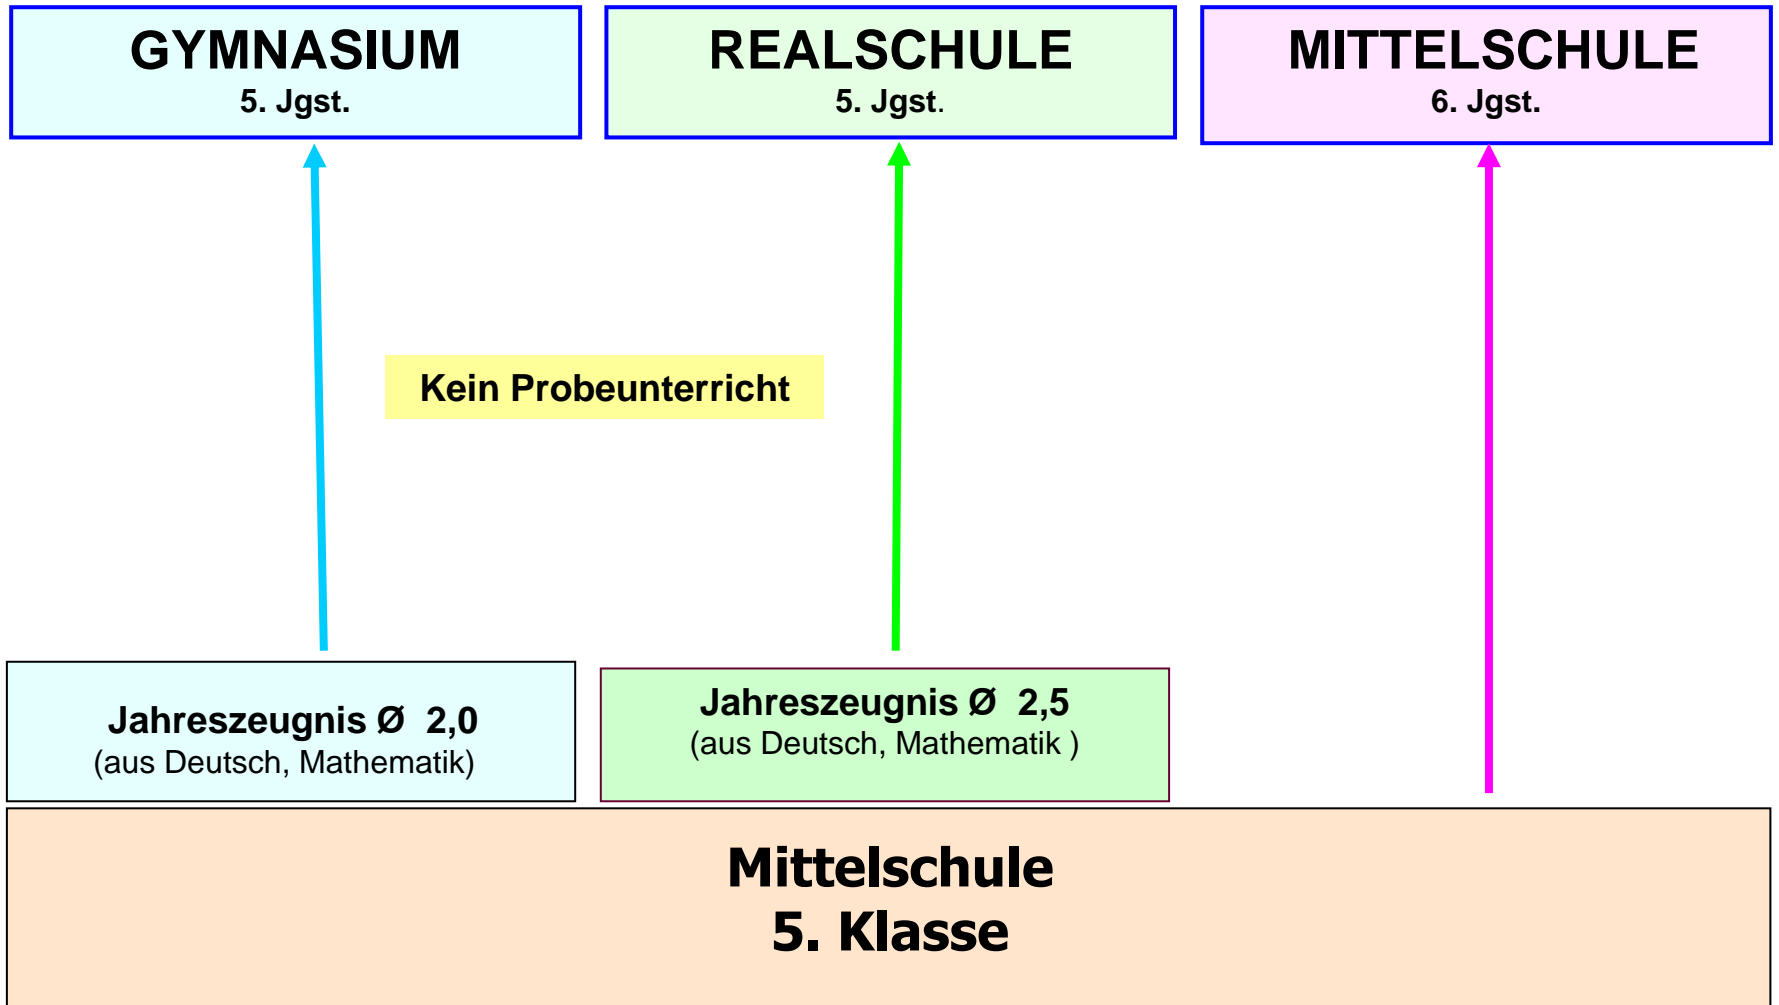 GYMNASIUM
5. Jgst.
REALSCHULE
5. Jgst.
MITTELSCHULE
6. Jgst.
Kein Probeunterricht
Jahreszeugnis Ø 2,0
(aus Deutsch, Mathematik)
Jahreszeugnis Ø 2,5
(aus Deutsch, Mathematik )
Mittelschule
5. Klasse